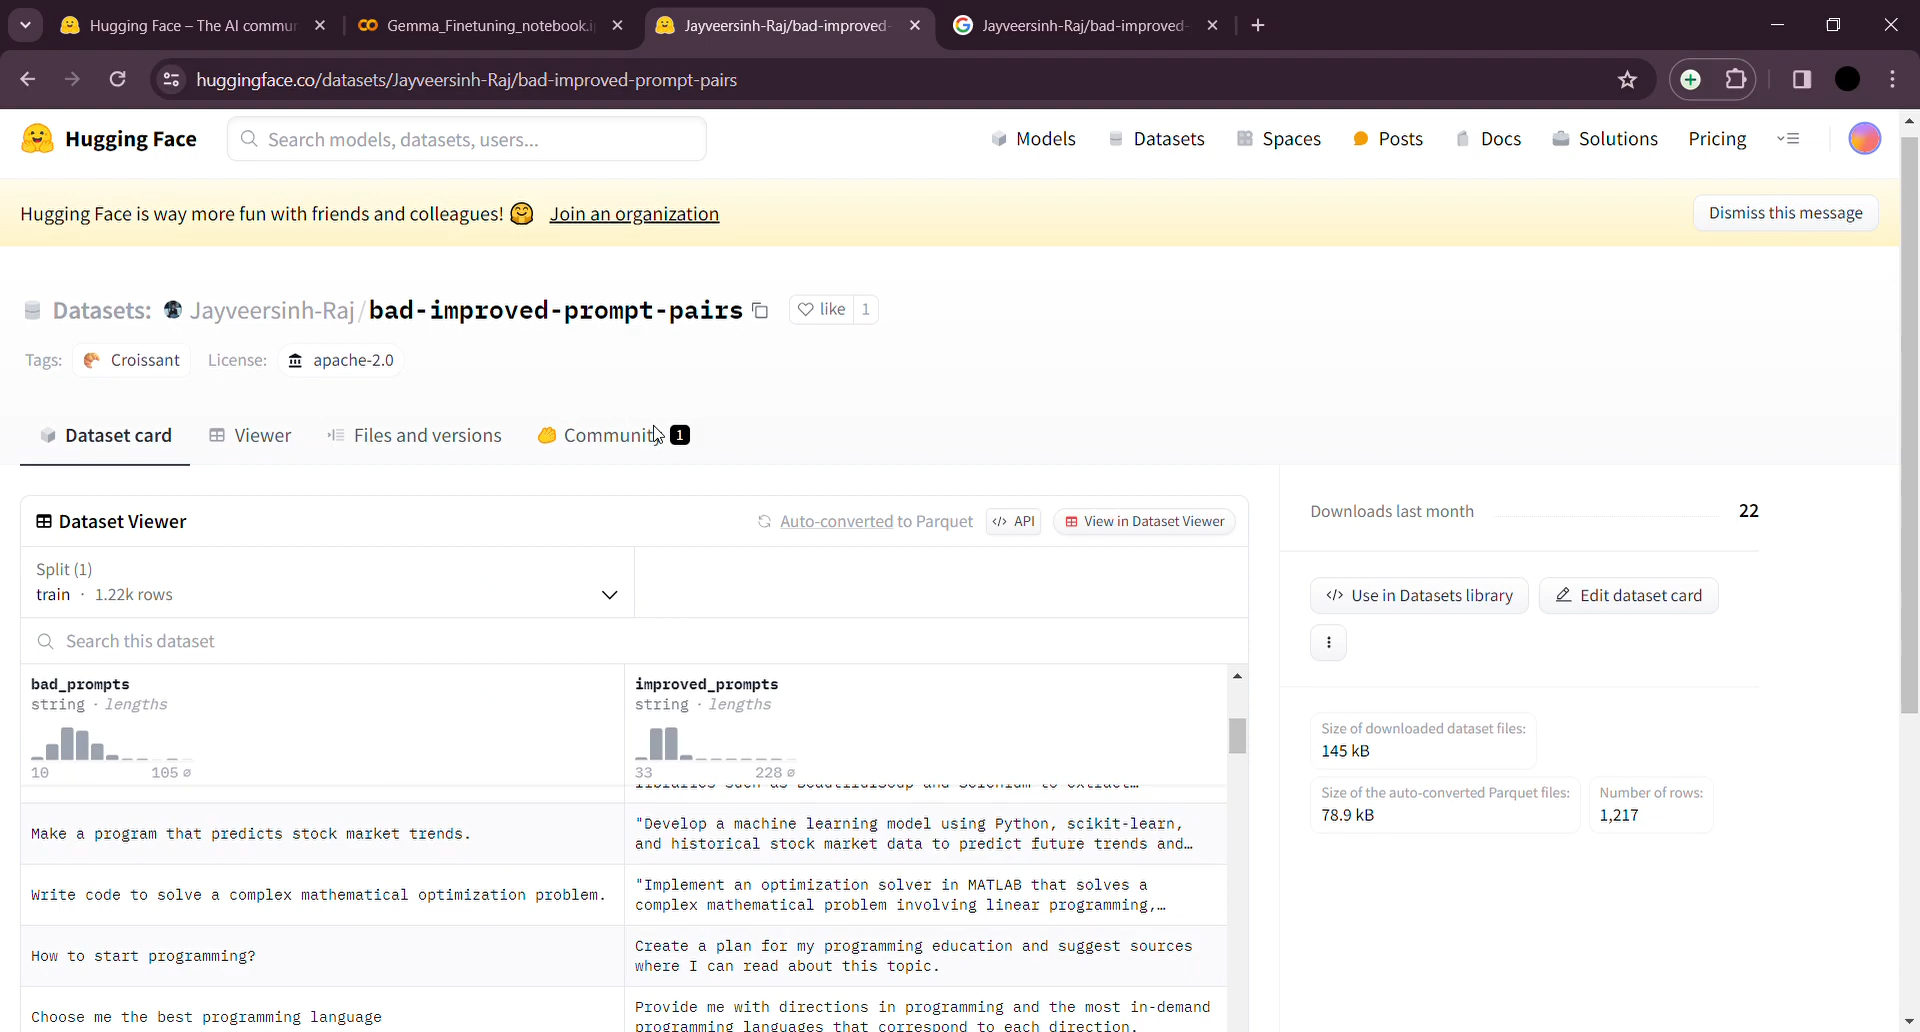 Hugging Face – The AI commun
Gemma_Finetuning_notebook.i
Jayveersinh-Raj/bad-improved-
Jayveersinh-Raj/bad-improved-
huggingface.co/datasets/Jayveersinh-Raj/bad-improved-prompt-pairs
Hugging Face
Search models, datasets, users...
Models
Datasets
Spaces
Posts
Docs
Solutions
Pricing
Hugging Face is way more fun with friends and colleagues! 🤗 Join an organization
Dismiss this message
Datasets: Jayveersinh-Raj/bad-improved-prompt-pairs
like 1
Tags: Croissant License: apache-2.0
Dataset card
Viewer
Files and versions
Community 1
Dataset Viewer
Auto-converted to Parquet
</> API
View in Dataset Viewer
Split (1)
train · 1.22k rows
Search this dataset
bad_prompts
string · lengths
10 105 ⌀
improved_prompts
string · lengths
33 228 ⌀
libraries such as BeautifulSoup and Selenium to extract…
Make a program that predicts stock market trends.
"Develop a machine learning model using Python, scikit-learn,
and historical stock market data to predict future trends and…
Write code to solve a complex mathematical optimization problem.
"Implement an optimization solver in MATLAB that solves a
complex mathematical problem involving linear programming,…
How to start programming?
Create a plan for my programming education and suggest sources
where I can read about this topic.
Choose me the best programming language
Provide me with directions in programming and the most in-demand
programming languages that correspond to each direction.
Downloads last month
22
</> Use in Datasets library
Edit dataset card
Size of downloaded dataset files:
145 kB
Size of the auto-converted Parquet files:
78.9 kB
Number of rows:
1,217